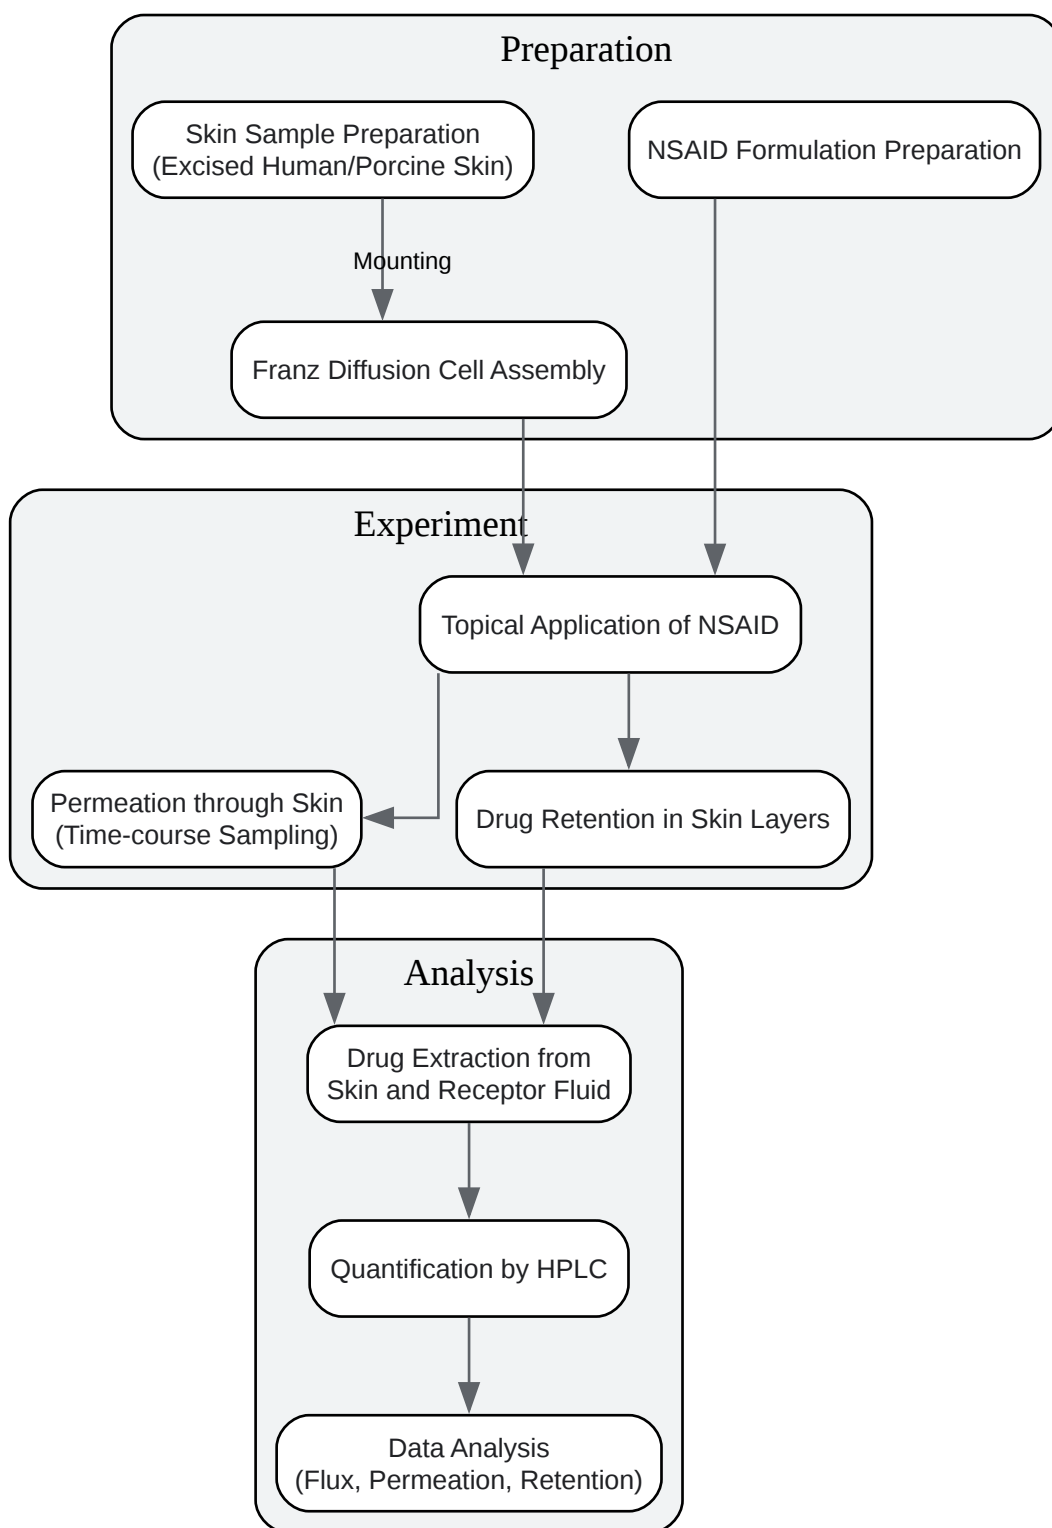 Preparation
Skin Sample Preparation
(Excised Human/Porcine Skin)
NSAID Formulation Preparation
Mounting
Franz Diffusion Cell Assembly
Experiment
Topical Application of NSAID
Permeation through Skin
(Time-course Sampling)
Drug Retention in Skin Layers
Analysis
Drug Extraction from
Skin and Receptor Fluid
Quantification by HPLC
Data Analysis
(Flux, Permeation, Retention)